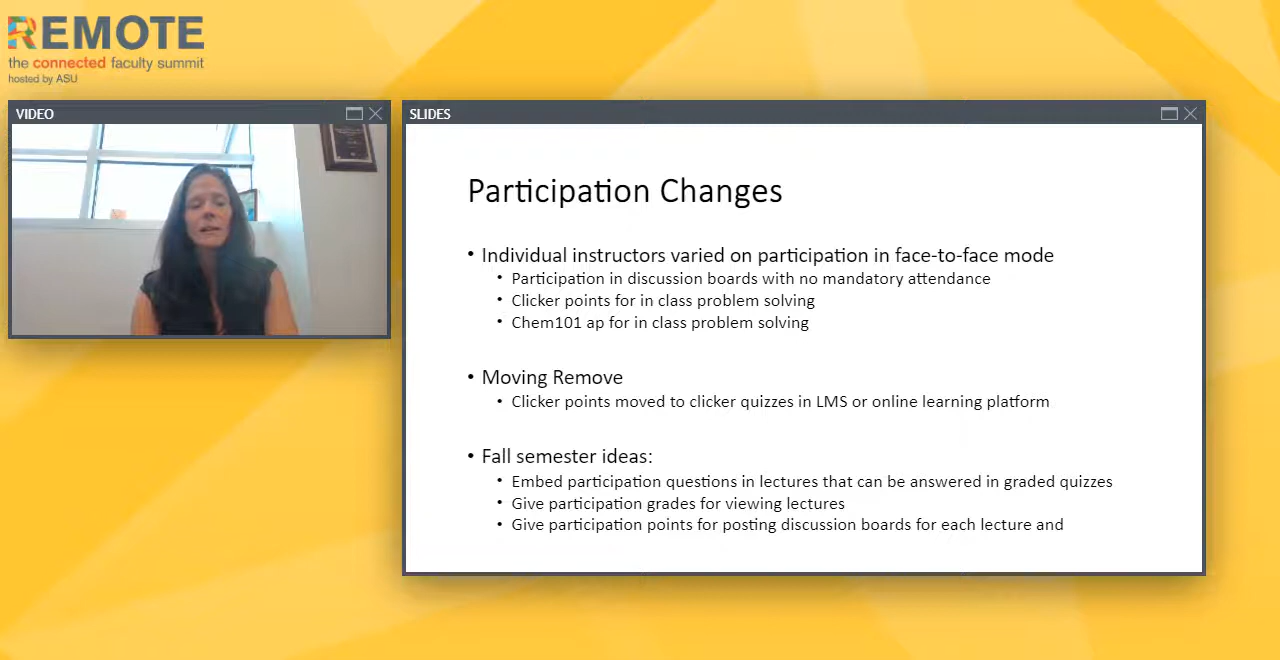 REMOTE
the connected faculty summit
hosted by ASU
VIDEO
SLIDES
Participation Changes
• Individual instructors varied on participation in face-to-face mode
• Participation in discussion boards with no mandatory attendance
• Clicker points for in class problem solving
• Chem101 ap for in class problem solving
• Moving Remove
• Clicker points moved to clicker quizzes in LMS or online learning platform
• Fall semester ideas:
• Embed participation questions in lectures that can be answered in graded quizzes
• Give participation grades for viewing lectures
• Give participation points for posting discussion boards for each lecture and